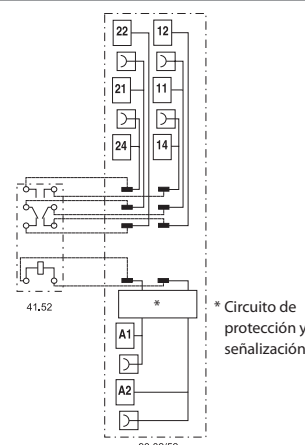 22 12
21 11
24 14
41.52
*
* Circuito de
protección y
señalización
A1
A2